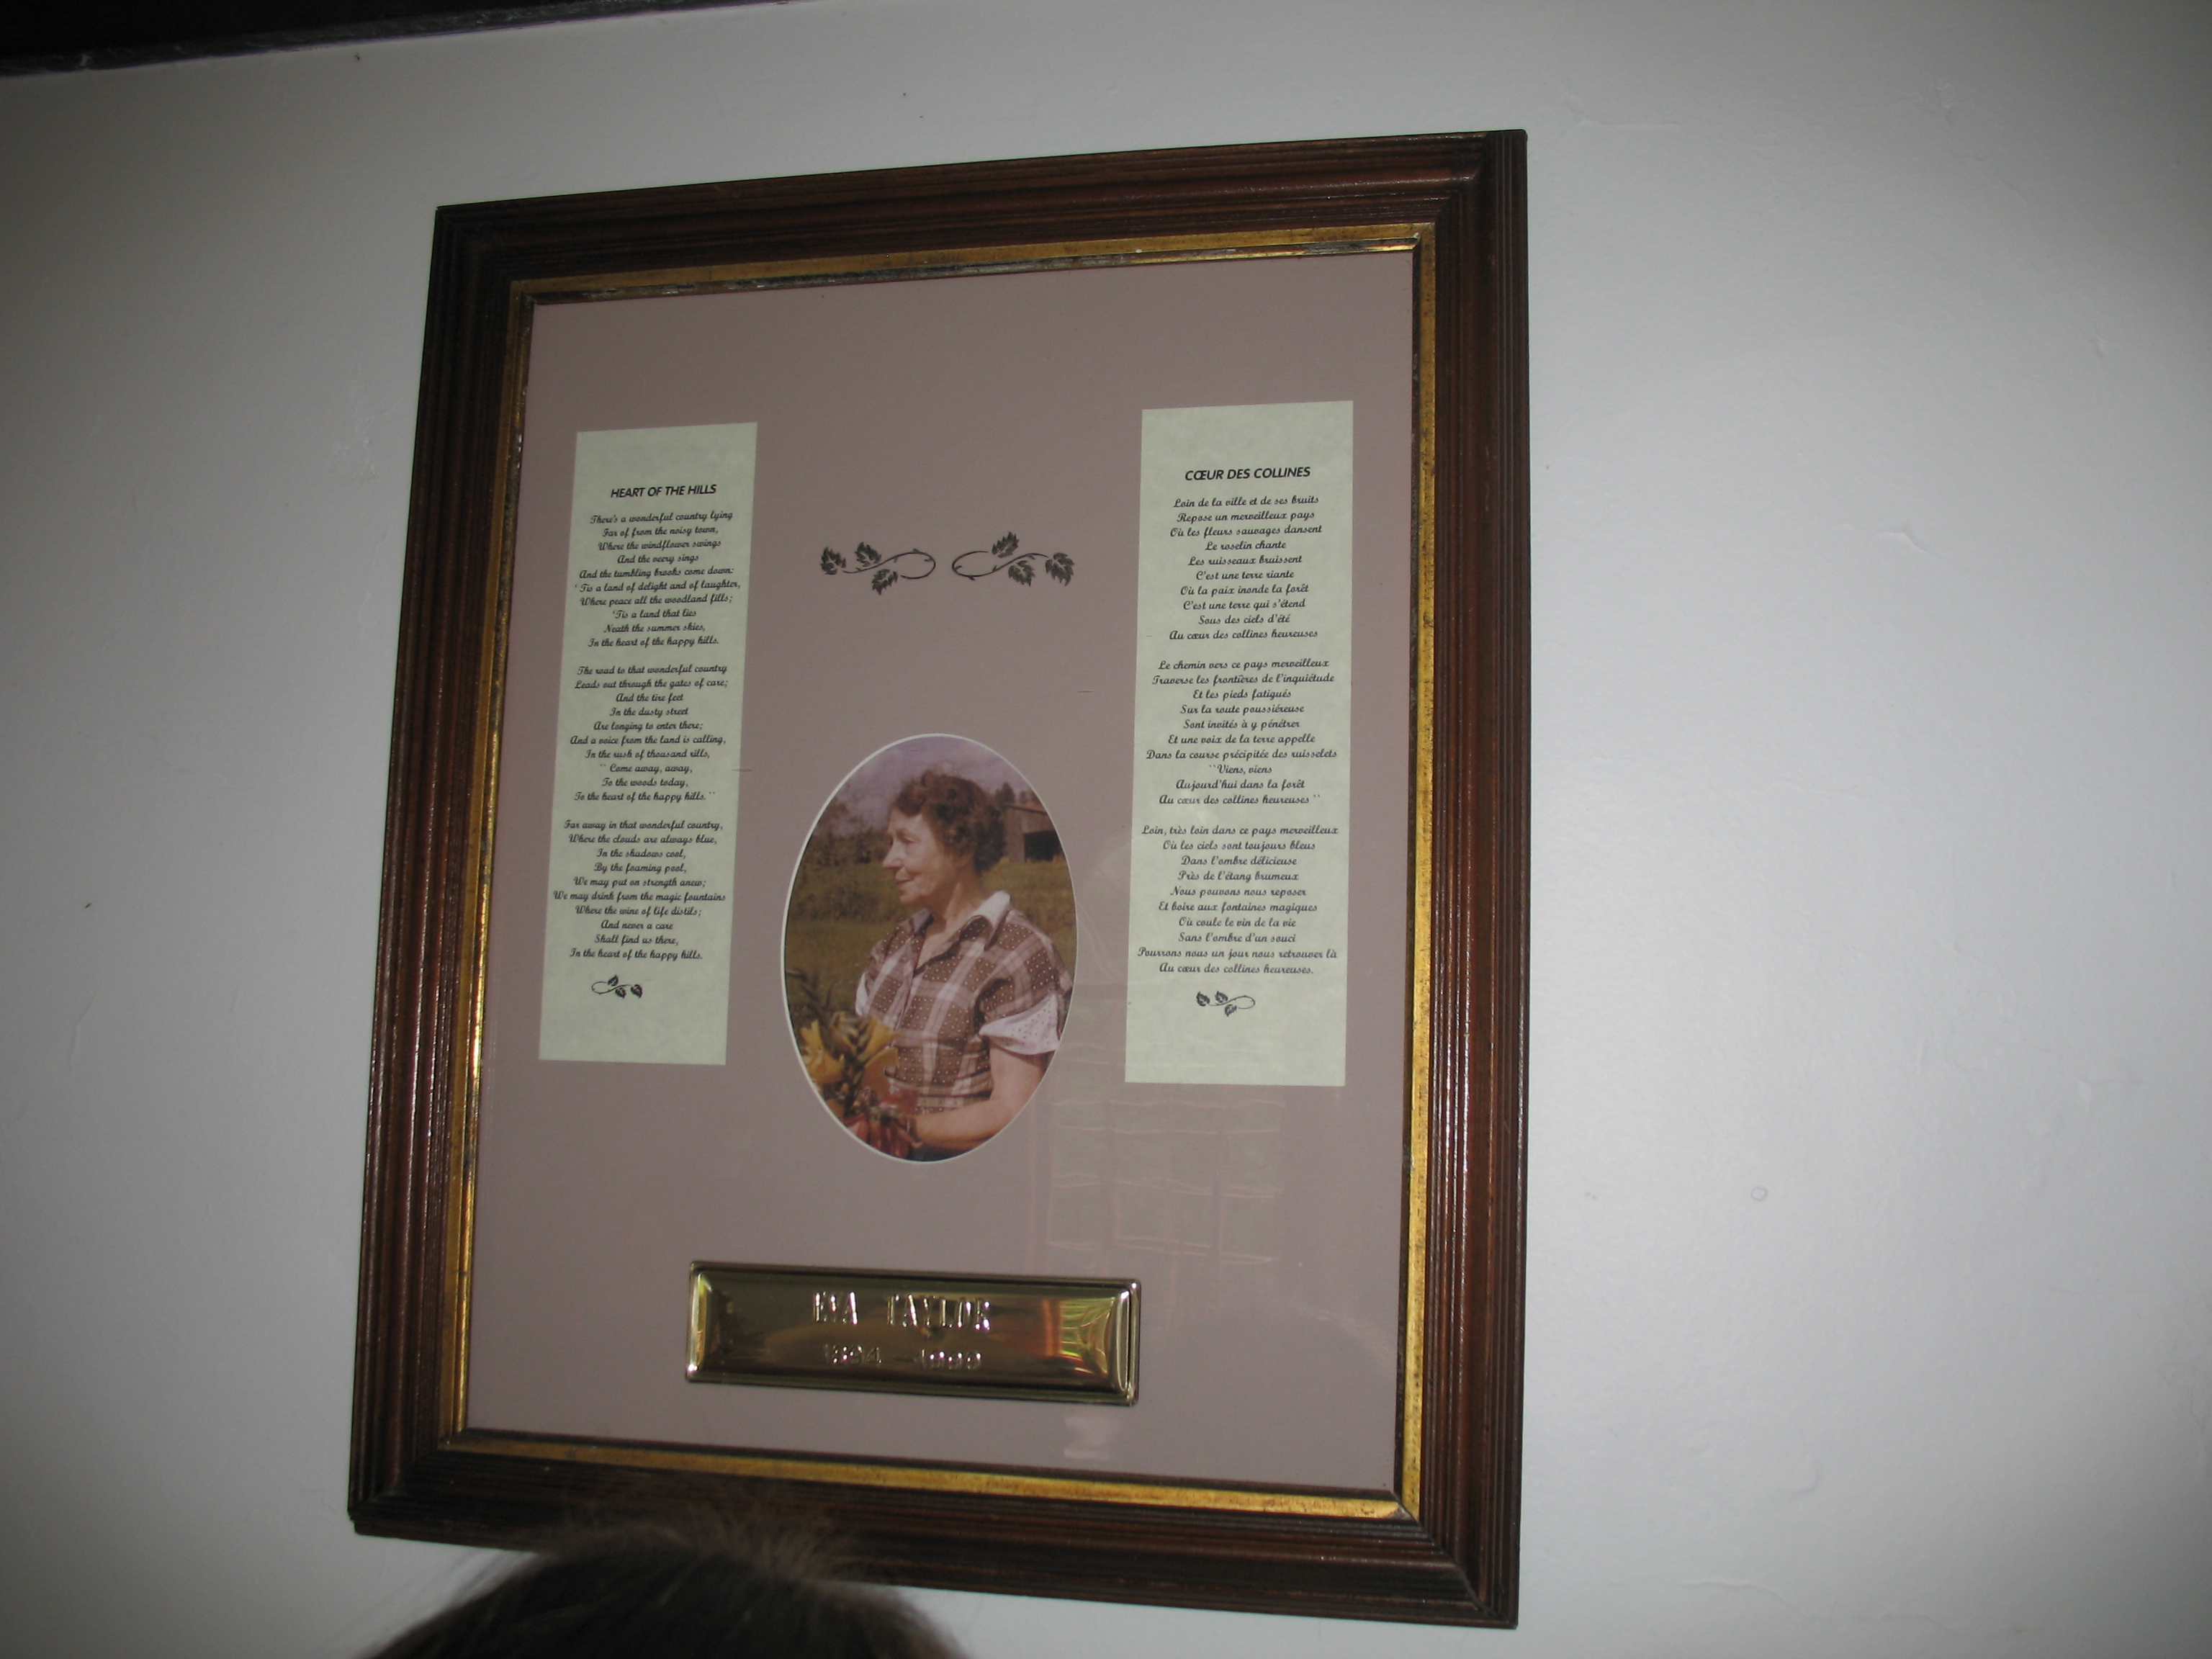 HEART OF THE HILLS
There's a wonderful country lying
Far of from the noisy town,
Where the windflower swings
And the veery sings
And the tumbling brooks come down:
'Tis a land of delight and of laughter,
Where peace all the woodland fills;
'Tis a land that lies
Neath the summer skies,
In the heart of the happy hills.
The road to that wonderful country
Leads out through the gates of care;
And the tire feet
In the dusty street
Are longing to enter there;
And a voice from the land is calling,
In the rush of thousand rills,
`` Come away, away,
To the woods today,
To the heart of the happy hills.``
Far away in that wonderful country,
Where the clouds are always blue,
In the shadows cool,
By the foaming pool,
We may put on strength anew;
We may drink from the magic fountains
Where the wine of life distils;
And never a care
Shall find us there,
In the heart of the happy hills.
CŒUR DES COLLINES
Loin de la ville et de ses bruits
Repose un merveilleux pays
Où les fleurs sauvages dansent
Le roselin chante
Les ruisseaux bruissent
C'est une terre riante
Où la paix inonde la forêt
C'est une terre qui s'étend
Sous des ciels d'été
Au cœur des collines heureuses
Le chemin vers ce pays merveilleux
Traverse les frontières de l'inquiétude
Et les pieds fatigués
Sur la route poussiéreuse
Sont invités à y pénétrer
Et une voix de la terre appelle
Dans la course précipitée des ruisselets
``Viens, viens
Aujourd'hui dans la forêt
Au cœur des collines heureuses ``
Loin, très loin dans ce pays merveilleux
Où les ciels sont toujours bleus
Dans l'ombre délicieuse
Près de l'étang brumeux
Nous pouvons nous reposer
Et boire aux fontaines magiques
Où coule le vin de la vie
Sans l'ombre d'un souci
Pourrons nous un jour nous retrouver là
Au cœur des collines heureuses.
TAYLOR